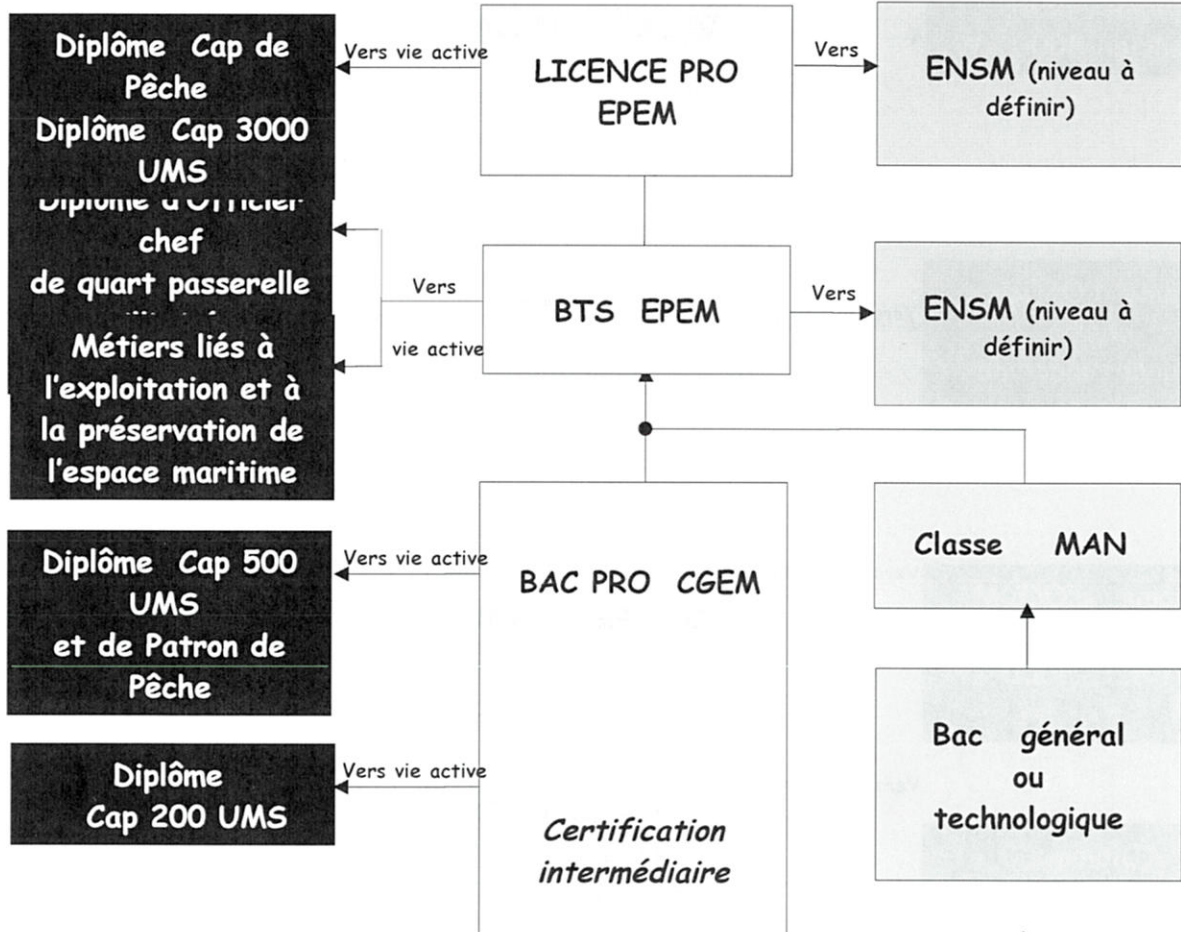 Diplôme Cap de
Pêche
Diplôme Cap 3000
UMS
Diplôme d'Officier
chef
de quart passerelle
Métiers liés à
l'exploitation et à
la préservation de
l'espace maritime
Diplôme Cap 500
UMS
et de Patron de
Pêche
Diplôme
Cap 200 UMS
Vers vie active
Vers
vie active
Vers vie active
Vers vie active
LICENCE PRO
EPEM
BTS EPEM
BAC PRO CGEM
Certification
intermédiaire
Vers
Vers
ENSM (niveau à
définir)
ENSM (niveau à
définir)
Classe MAN
Bac général
ou
technologique